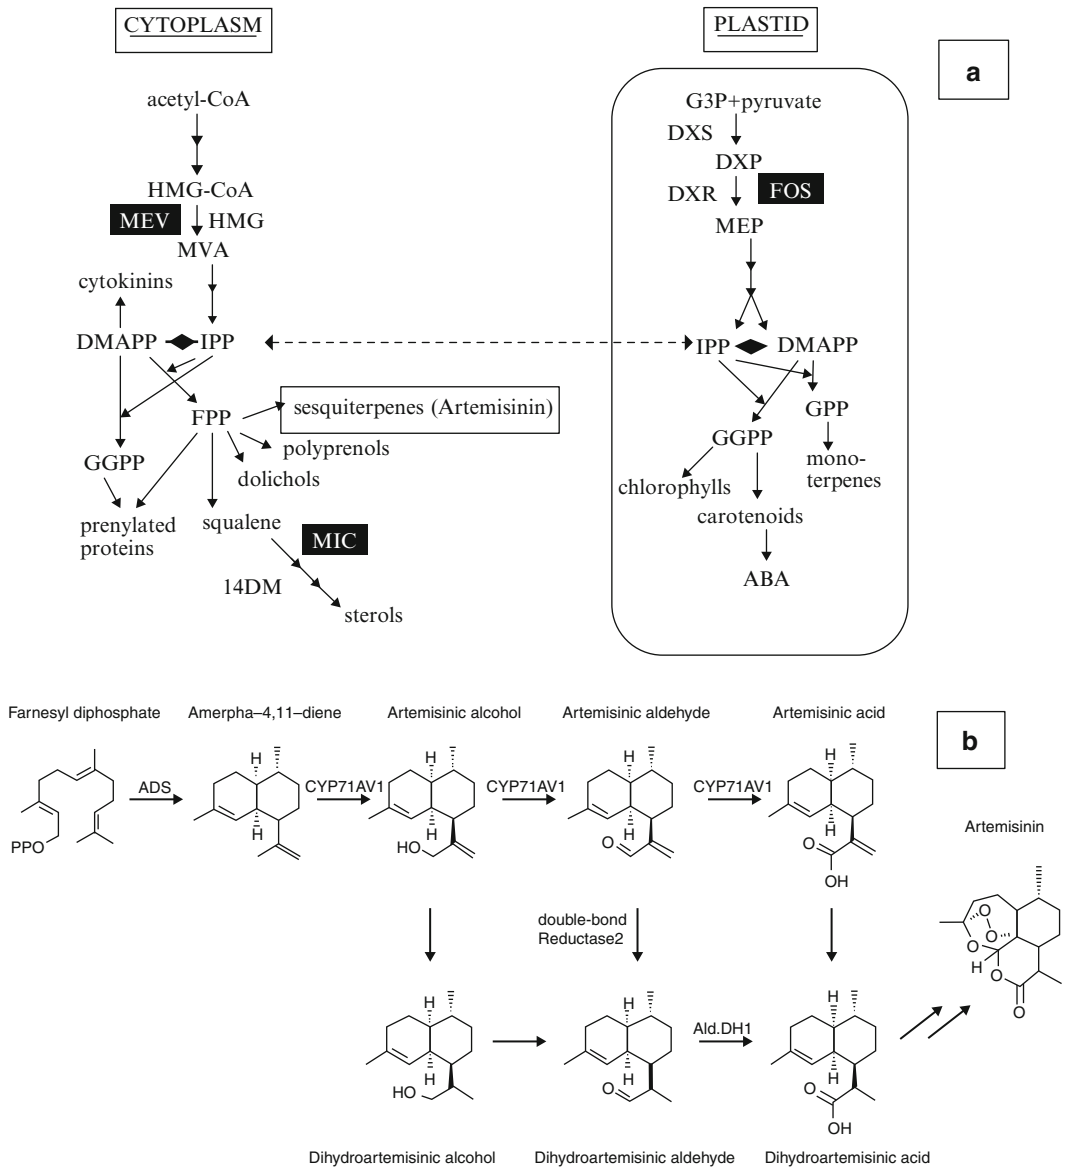 CYTOPLASM
PLASTID
a
acetyl-CoA
HMG-CoA
MEV
HMG
MVA
cytokinins
DMAPP
IPP
FPP
sesquiterpenes (Artemisinin)
polyprenols
dolichols
GGPP
prenylated
proteins
squalene
MIC
14DM
sterols
G3P+pyruvate
DXS
DXP
DXR
FOS
MEP
IPP
DMAPP
GPP
GGPP
mono-
terpenes
chlorophylls
carotenoids
ABA
b
Farnesyl diphosphate
Amerpha–4,11–diene
Artemisinic alcohol
Artemisinic aldehyde
Artemisinic acid
PPO
ADS
H
H
CYP71AV1
H
H
HO
CYP71AV1
H
H
O
CYP71AV1
H
H
O
OH
Artemisinin
double-bond
Reductase2
H
H
HO
H
H
O
Ald.DH1
H
H
O
OH
O
O
O
H
O
O
Dihydroartemisinic alcohol
Dihydroartemisinic aldehyde
Dihydroartemisinic acid